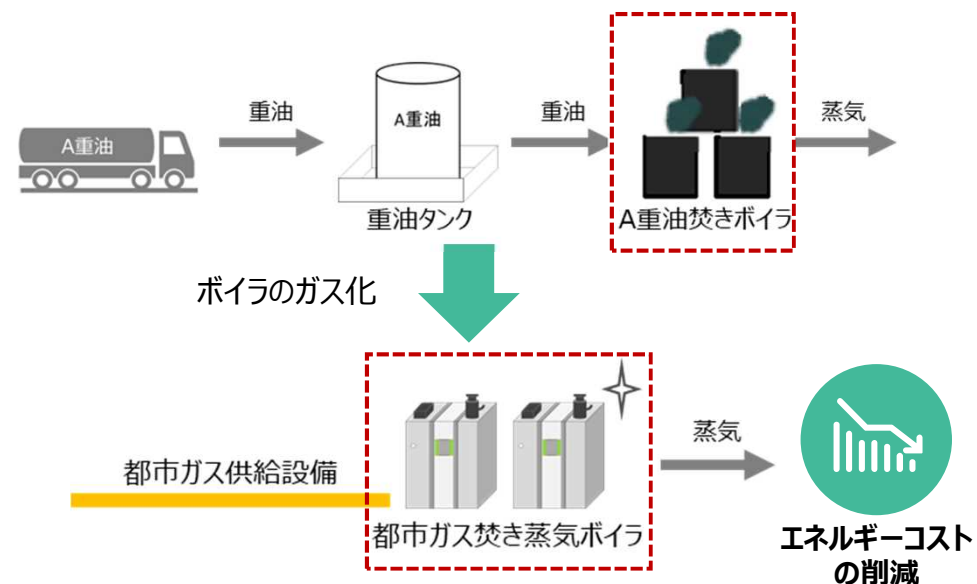 重油
重油
蒸気
A重油
A重油
重油タンク
A重油焚きボイラ
ボイラのガス化
蒸気
都市ガス供給設備
都市ガス焚き蒸気ボイラ
エネルギーコスト
の削減